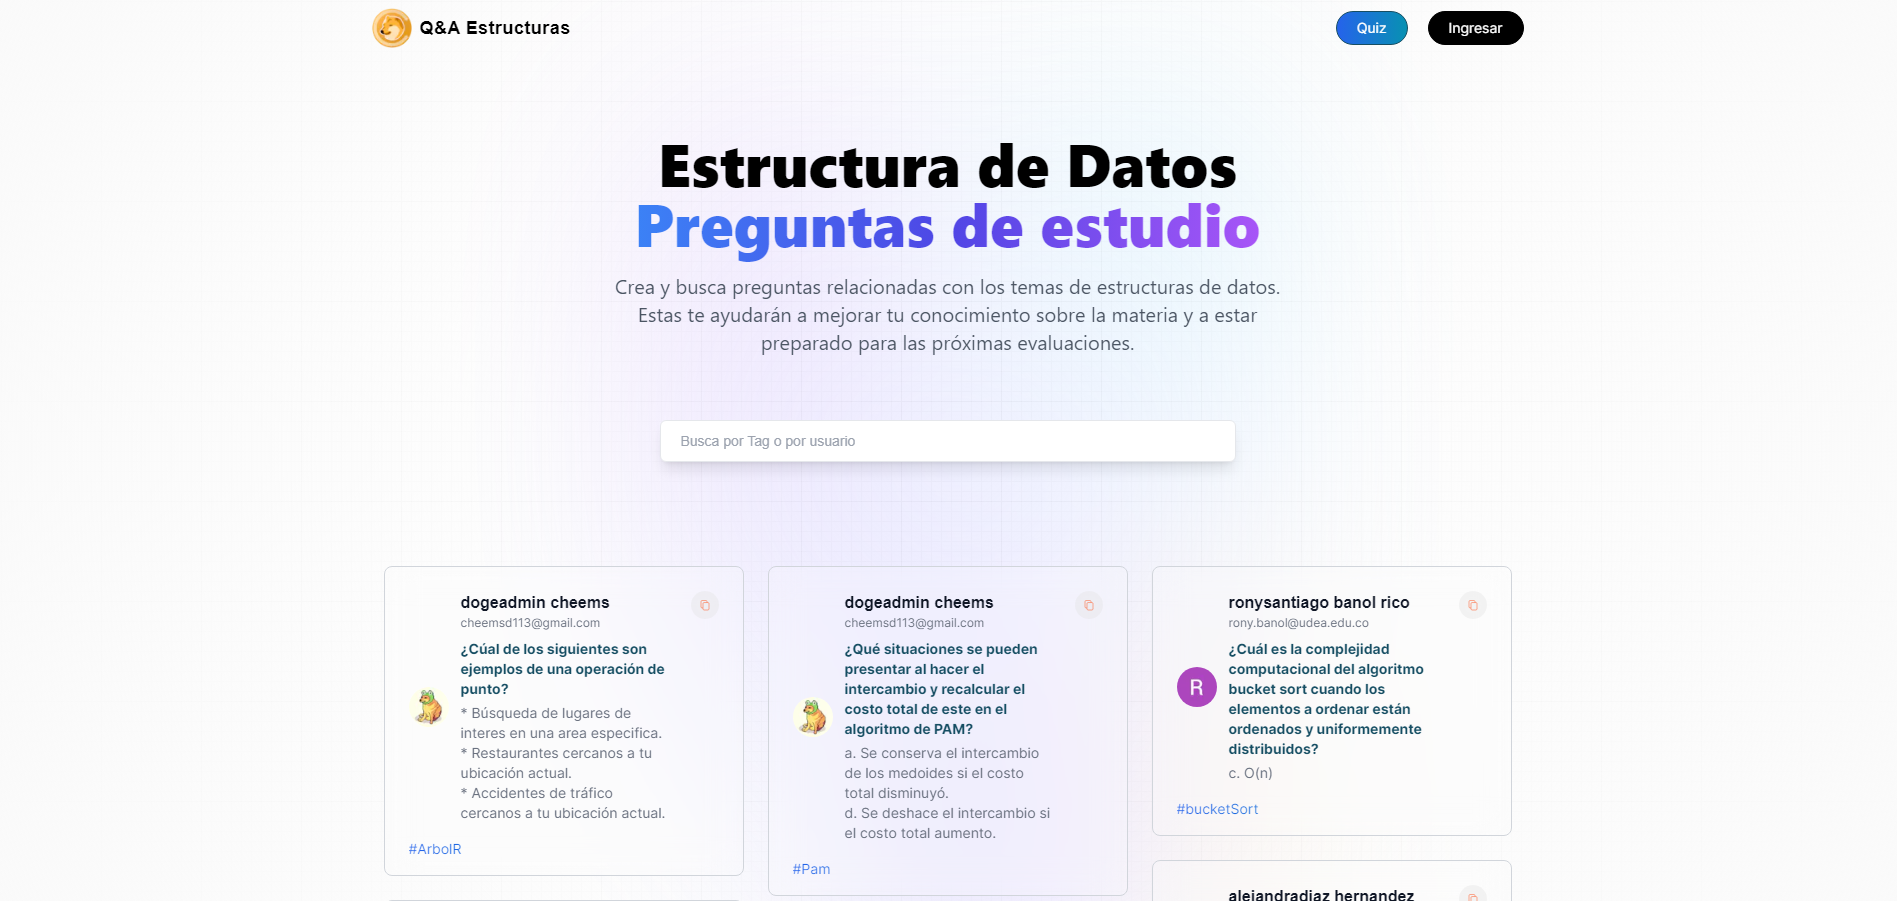 Q&A Estructuras
Quiz
Ingresar
Estructura de Datos
Preguntas de estudio
Crea y busca preguntas relacionadas con los temas de estructuras de datos.
Estas te ayudarán a mejorar tu conocimiento sobre la materia y a estar
preparado para las próximas evaluaciones.
Busca por Tag o por usuario
dogeadmin cheems
cheemsd113@gmail.com
¿Cúal de los siguientes son
ejemplos de una operación de
punto?
* Búsqueda de lugares de
interes en una area especifica.
* Restaurantes cercanos a tu
ubicación actual.
* Accidentes de tráfico
cercanos a tu ubicación actual.
#ArbolR
dogeadmin cheems
cheemsd113@gmail.com
¿Qué situaciones se pueden
presentar al hacer el
intercambio y recalcular el
costo total de este en el
algoritmo de PAM?
a. Se conserva el intercambio
de los medoides si el costo
total disminuyó.
d. Se deshace el intercambio si
el costo total aumento.
#Pam
ronysantiago banol rico
rony.banol@udea.edu.co
¿Cuál es la complejidad
computacional del algoritmo
bucket sort cuando los
elementos a ordenar están
ordenados y uniformemente
distribuidos?
R
c. O(n)
#bucketSort
alejandradiaz hernandez